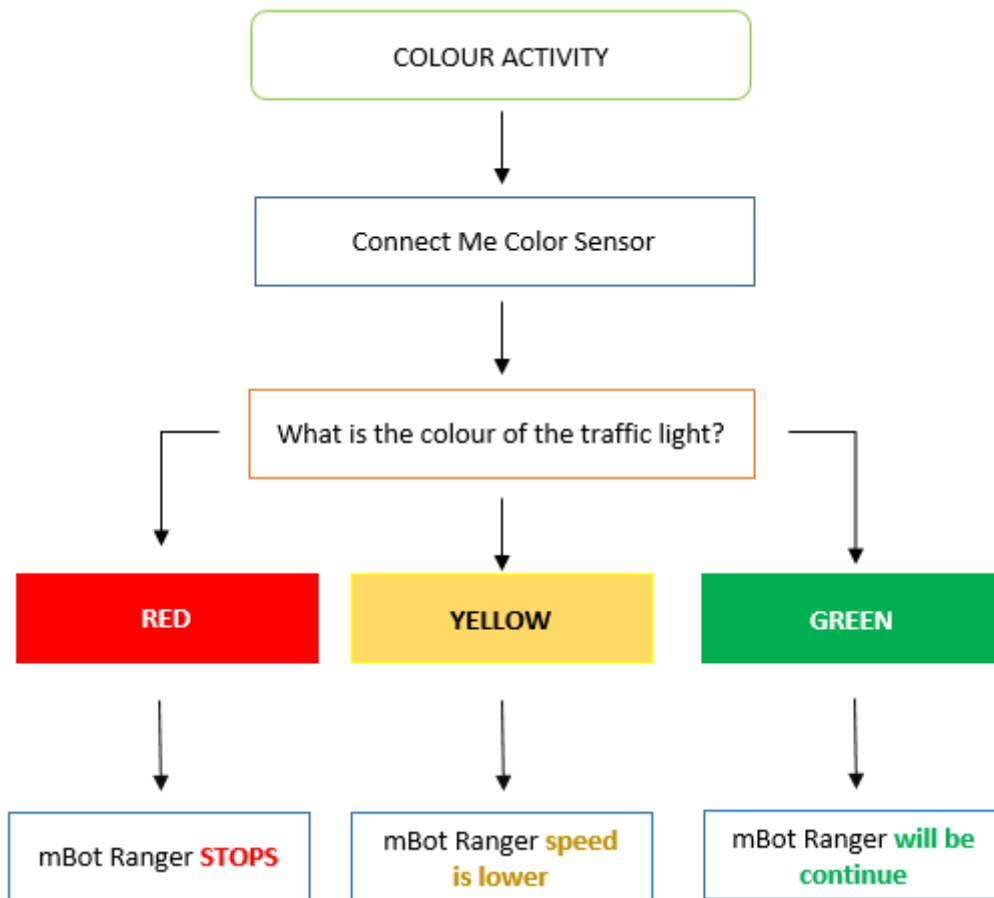 COLOUR ACTIVITY
Connect Me Color Sensor
What is the colour of the traffic light?
RED
YELLOW
GREEN
mBot Ranger STOPS
mBot Ranger speed
is lower
mBot Ranger will be
continue